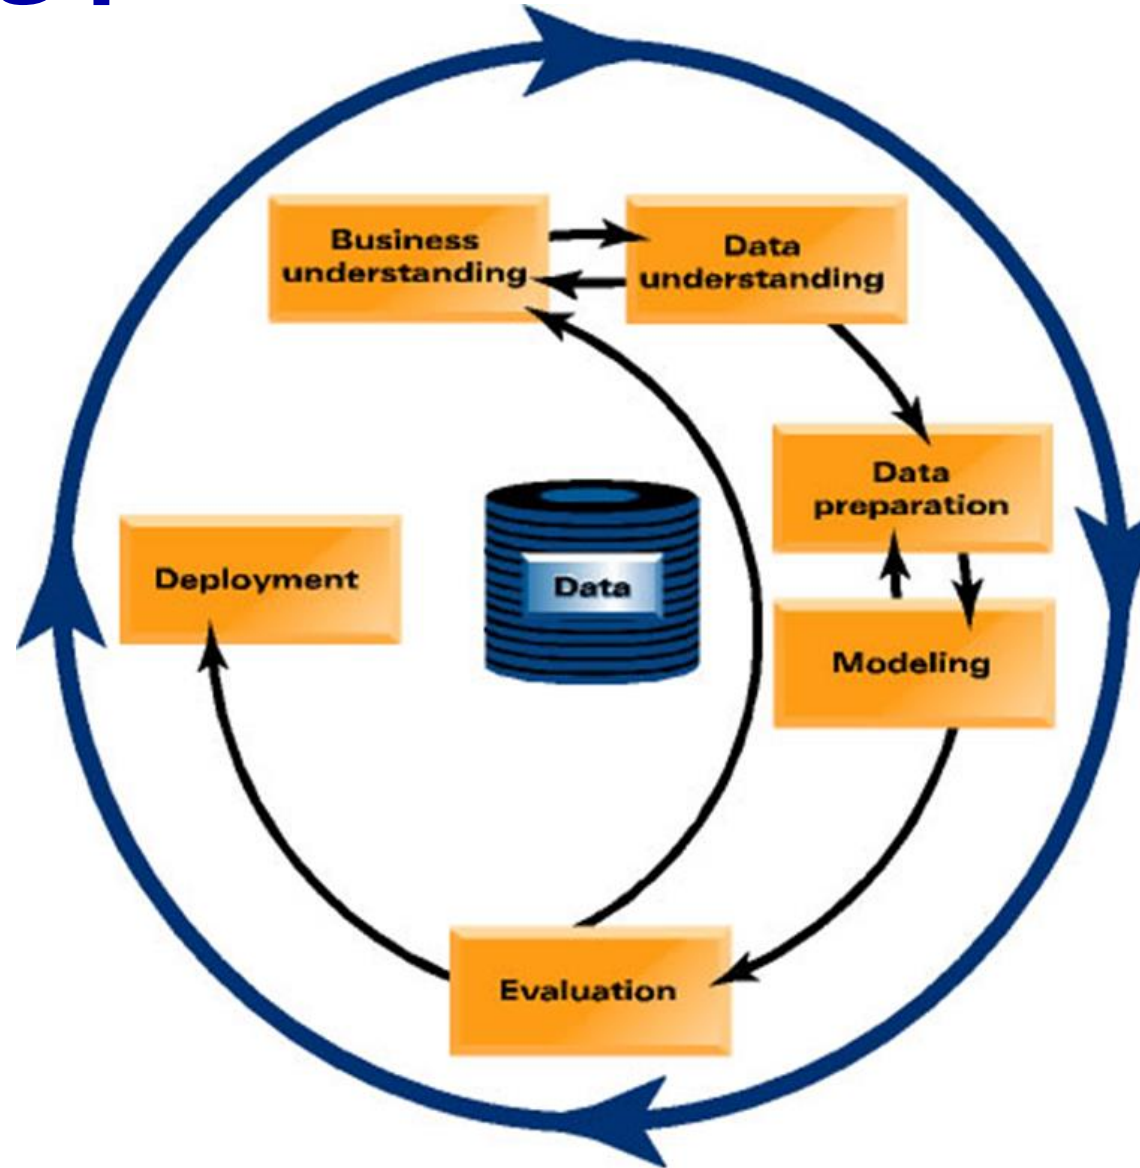 Business
understanding
Data
understanding
Data
preparation
Deployment
Data
Modeling
Evaluation